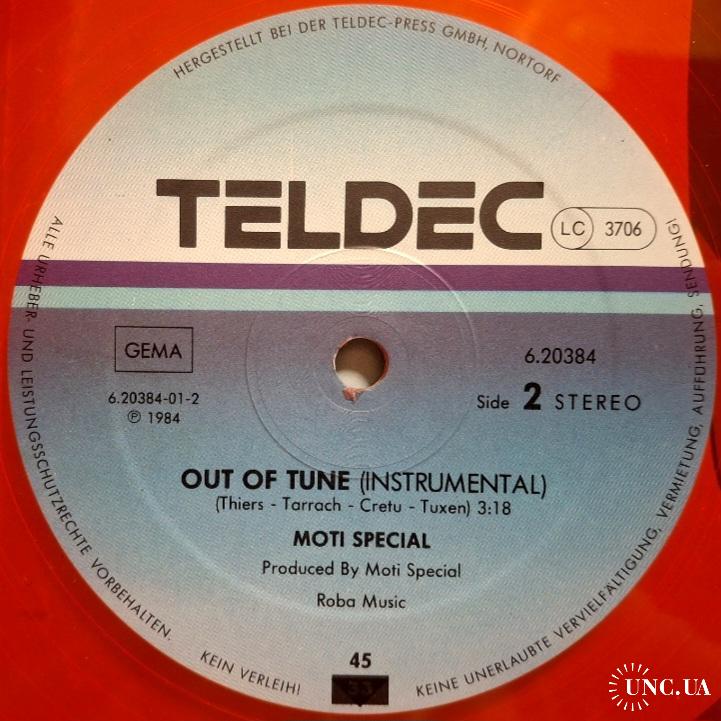 HERGESTELLT BEI DER TELDEC-PRESS GMBH, NORTORF
TELDEC
LC 3706
GEMA
6.20384-01-2
℗ 1984
6.20384
Side 2 STEREO
OUT OF TUNE (INSTRUMENTAL)
(Thiers - Tarrach - Cretu - Tuxen) 3:18
MOTI SPECIAL
Produced By Moti Special
Roba Music
45
33
ALLE URHEBER- UND LEISTUNGSSCHUTZRECHTE VORBEHALTEN.
KEIN VERLEIH!
KEINE UNERLAUBTE VERVIELFÄLTIGUNG, VERMIETUNG, AUFFÜHRUNG, SENDUNG!
UNC.UA